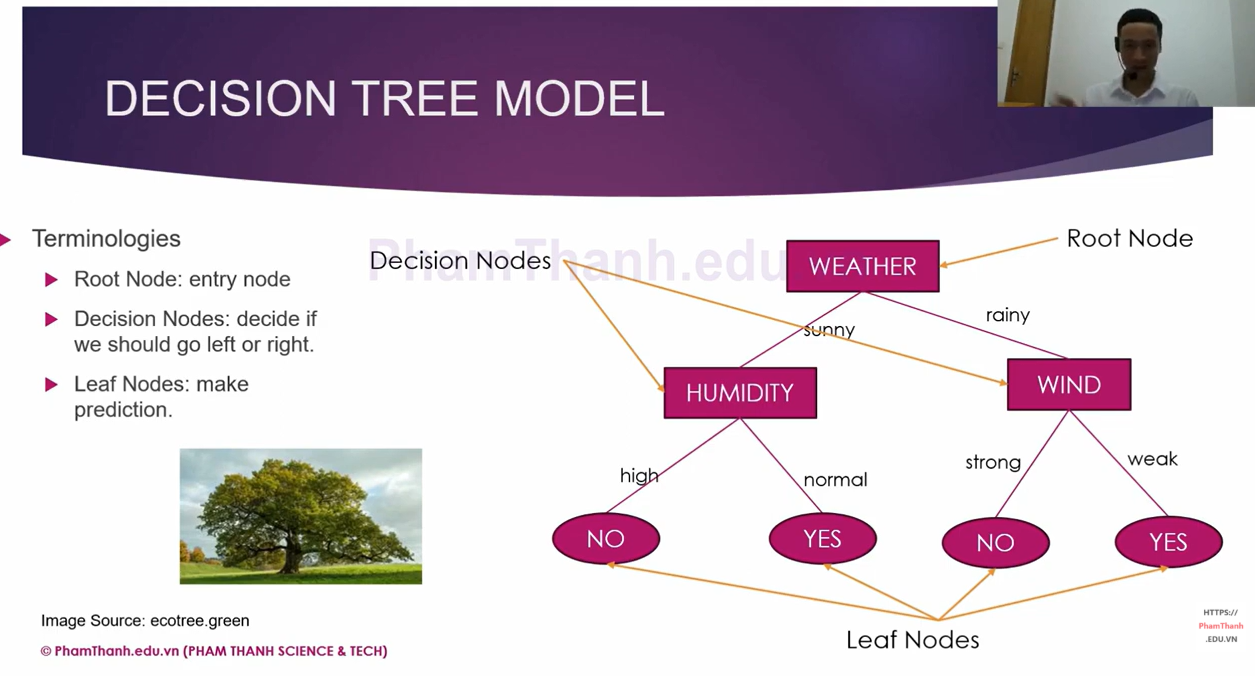 DECISION TREE MODEL
Terminologies
Root Node: entry node
Decision Nodes: decide if
we should go left or right.
Leaf Nodes: make
prediction.
Image Source: ecotree.green
© PhamThanh.edu.vn (PHAM THANH SCIENCE & TECH)
PhamThanh.edu
Decision Nodes
Root Node
WEATHER
sunny
rainy
HUMIDITY
WIND
high
normal
strong
weak
NO
YES
NO
YES
Leaf Nodes
HTTPS://
PhamThanh
.EDU.VN